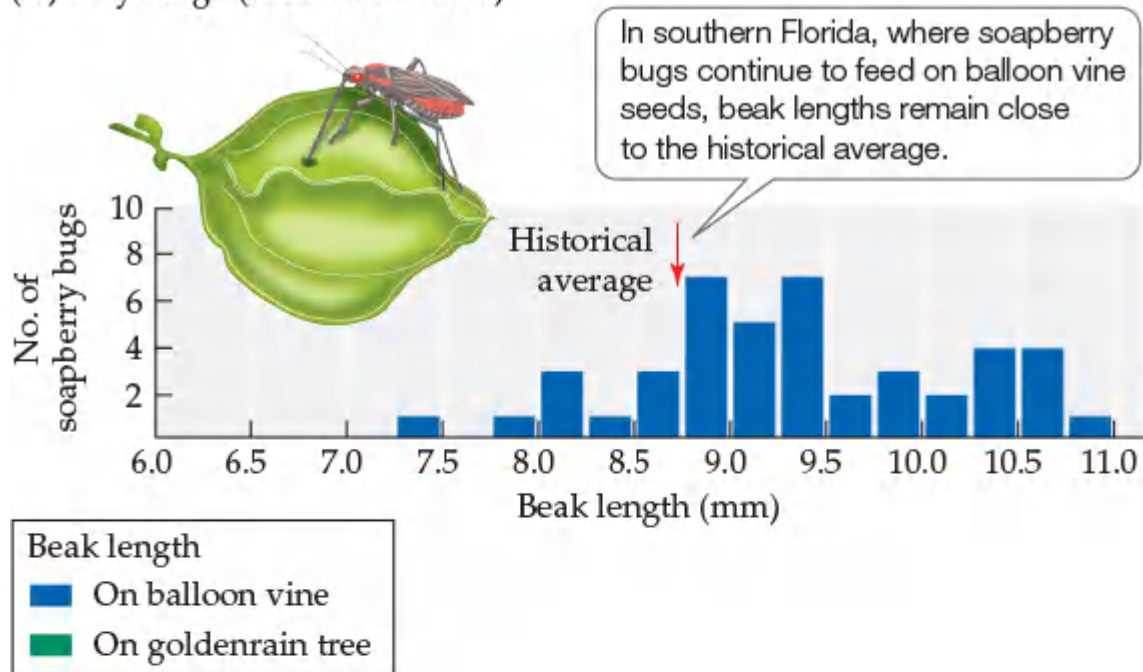 In southern Florida, where soapberry
bugs continue to feed on balloon vine
seeds, beak lengths remain close
to the historical average.
Historical
average
No. of
soapberry bugs
10
8
6
4
2
6.0 6.5 7.0 7.5 8.0 8.5 9.0 9.5 10.0 10.5 11.0
Beak length (mm)
Beak length
On balloon vine
On goldenrain tree